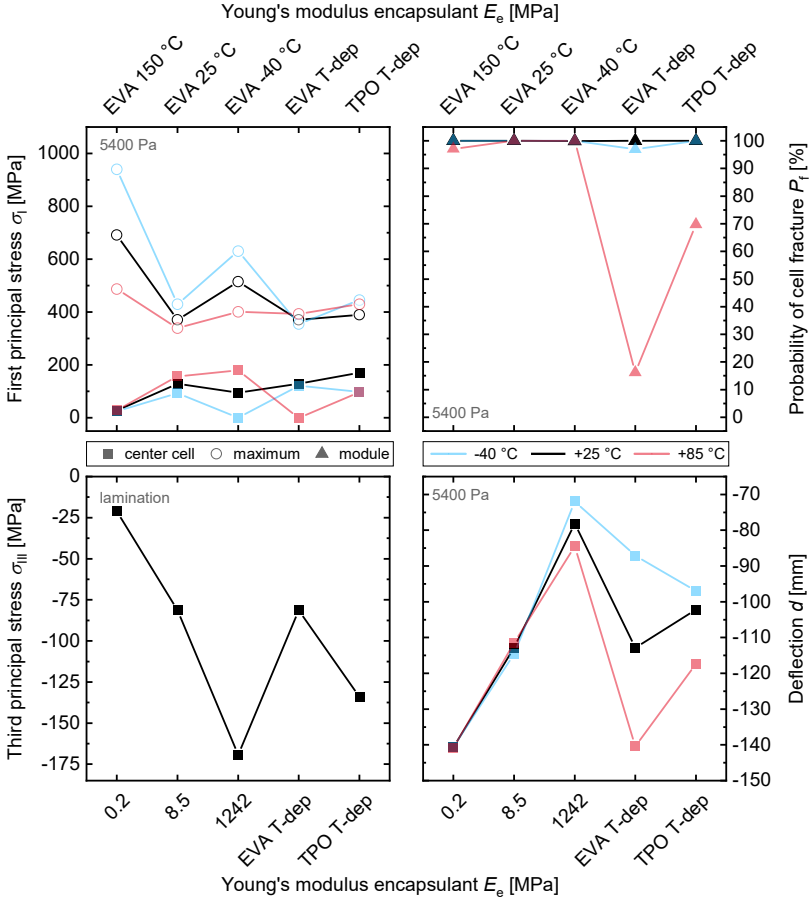 Young's modulus encapsulant Ee [MPa]
EVA 150 °C
EVA 25 °C
EVA -40 °C
EVA T-dep
TPO T-dep
EVA 150 °C
EVA 25 °C
EVA -40 °C
EVA T-dep
TPO T-dep
First principal stress σI [MPa]
1000
800
600
400
200
0
5400 Pa
5400 Pa
100
90
80
70
60
50
40
30
20
10
0
Probability of cell fracture Pf [%]
center cell
maximum
module
-40 °C
+25 °C
+85 °C
Third principal stress σIII [MPa]
0
-25
-50
-75
-100
-125
-150
-175
lamination
5400 Pa
-70
-80
-90
-100
-110
-120
-130
-140
-150
Deflection d [mm]
0.2
8.5
1242
EVA T-dep
TPO T-dep
0.2
8.5
1242
EVA T-dep
TPO T-dep
Young's modulus encapsulant Ee [MPa]